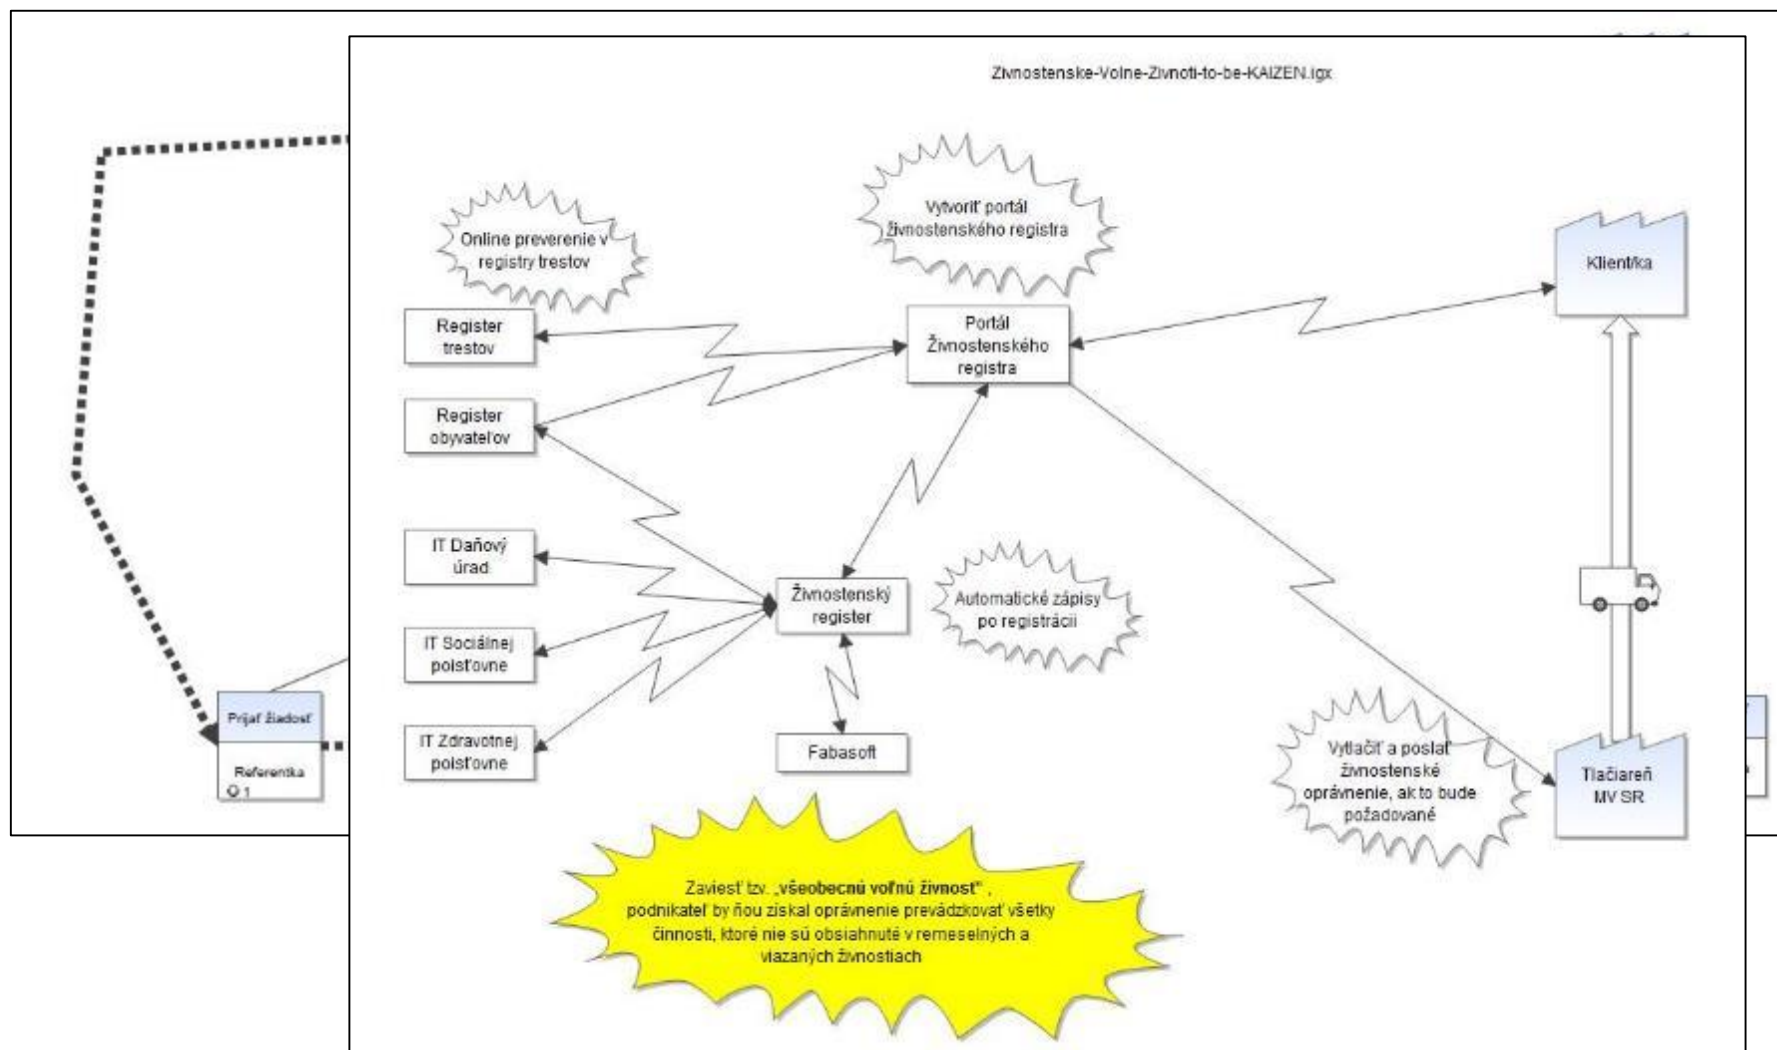 Zivnostenske-Volne-Zivnoti-to-be-KAIZEN.igx
Vytvoriť portál
živnostenského registra
Online preverenie v
registry trestov
Klient/ka
Register
trestov
Portál
Živnostenského
registra
Register
obyvateľov
IT Daňový
úrad
Živnostenský
register
Automatické zápisy
po registrácii
IT Sociálnej
poisťovne
IT Zdravotnej
poisťovne
Fabasoft
Prijať žiadosť
Referentka
1
Vytlačiť a poslať
živnostenské
oprávnenie, ak to bude
požadované
Tlačiareň
MV SR
Zaviesť tzv. „všeobecnú voľnú živnosť“ ,
podnikateľ by ňou získal oprávnenie prevádzkovať všetky
činnosti, ktoré nie sú obsiahnuté v remeselných a
viazaných živnostiach